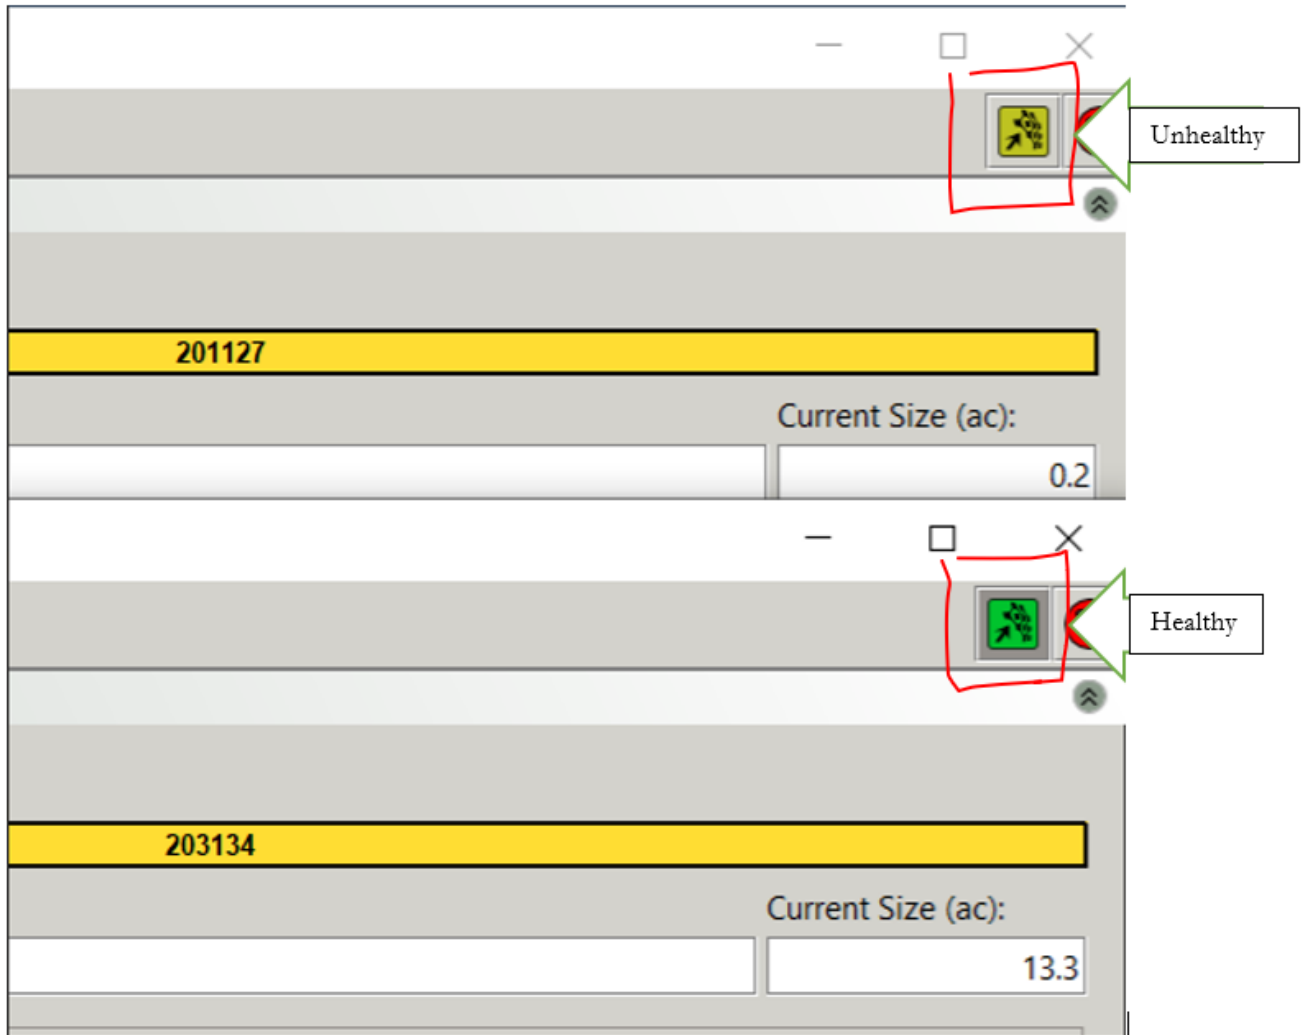 Unhealthy
201127
Current Size (ac):
0.2
Healthy
203134
Current Size (ac):
13.3